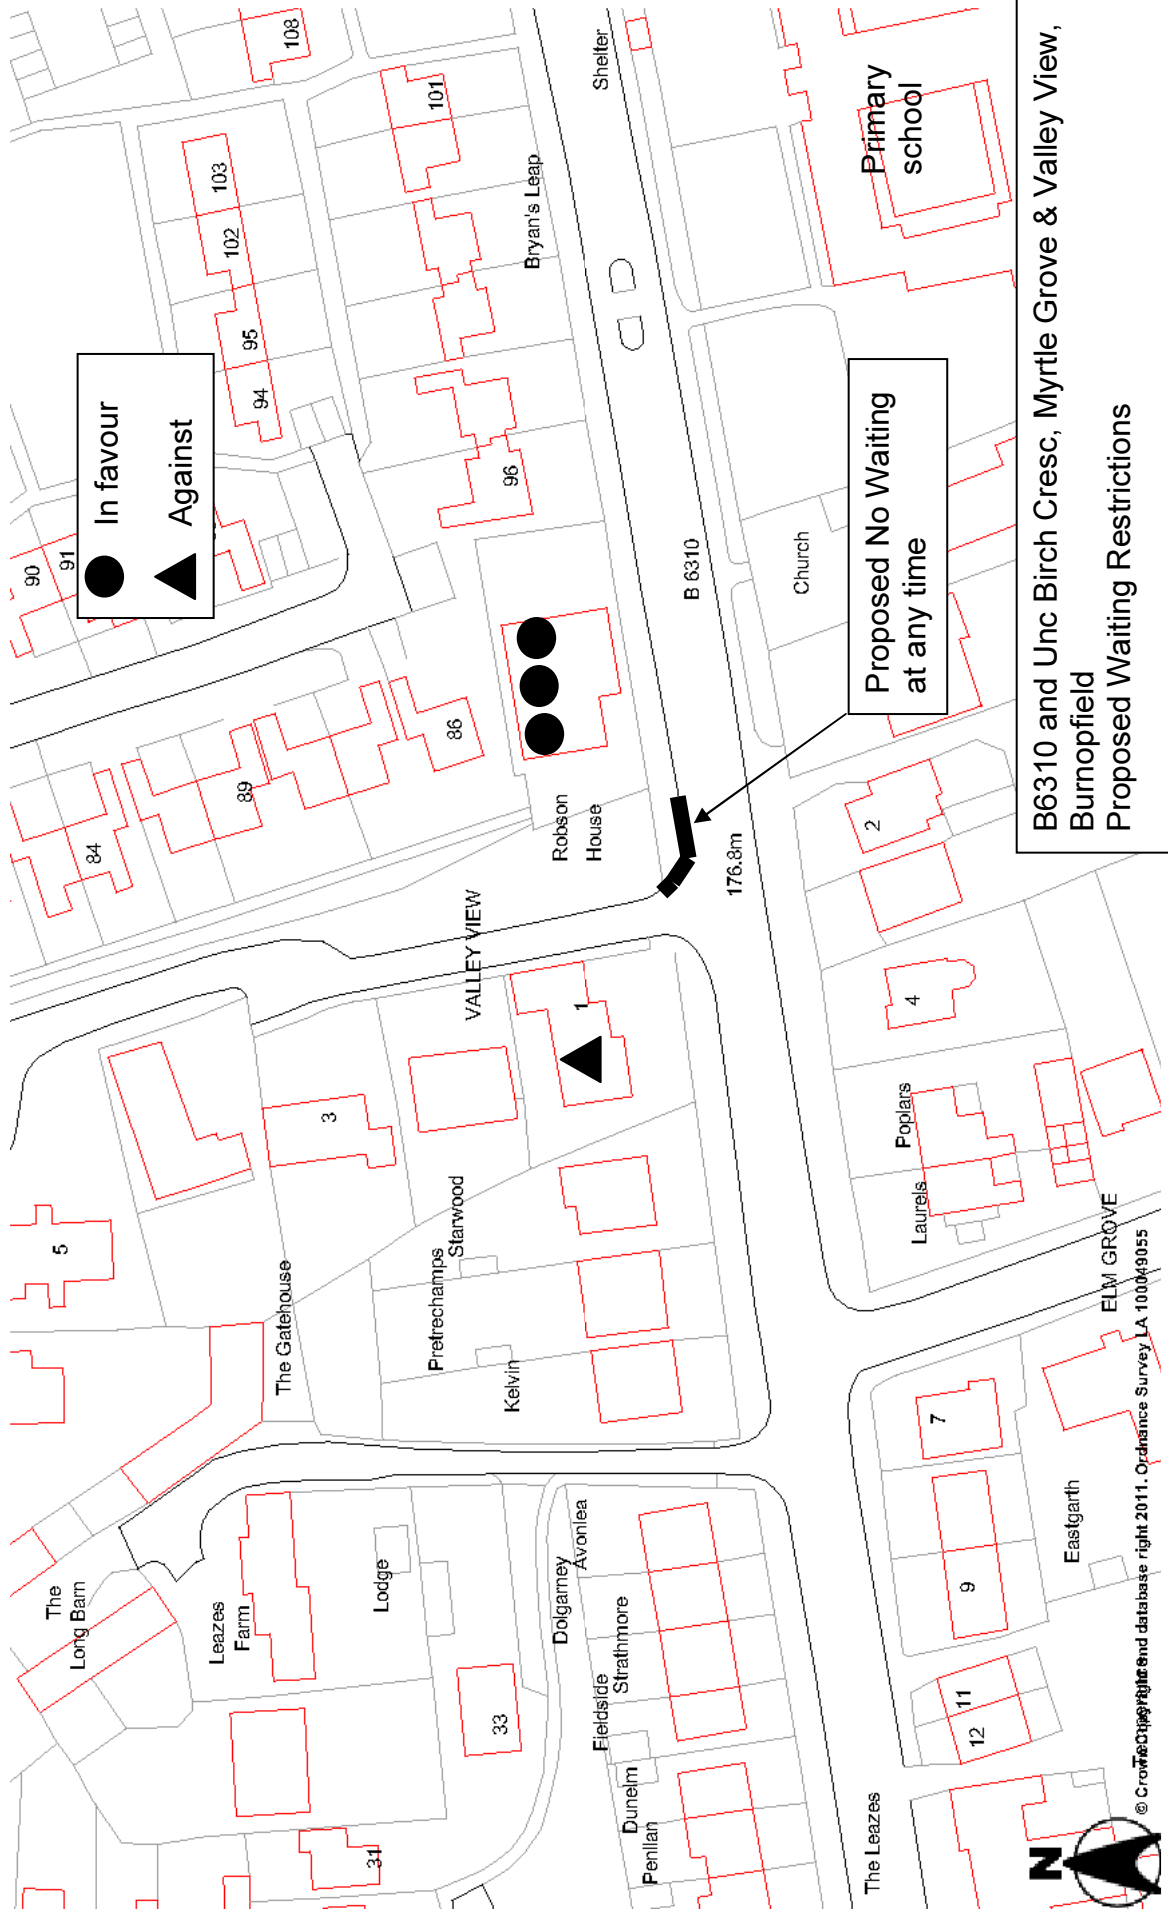 108
103
102
95
94
101
Bryan's Leap
Shelter
Primary
school
In favour
Against
90
91
96
B 6310
Church
Proposed No Waiting
at any time
86
89
84
Robson
House
VALLEY VIEW
176.8m
2
4
1
3
5
Poplars
Laurels
ELM GROVE
The Gatehouse
Pretrechamps
Starwood
Kelvin
7
9
11
12
Eastgarth
The
Long Barn
Leazes
Farm
Lodge
33
31
Dolgarney
Avonlea
Fieldside
Strathmore
Dunelm
Penllan
The Leazes
B6310 and Unc Birch Cresc, Myrtle Grove & Valley View,
Burnopfield
Proposed Waiting Restrictions
N
© Crown Copyright and database right 2011. Ordnance Survey LA 100049055